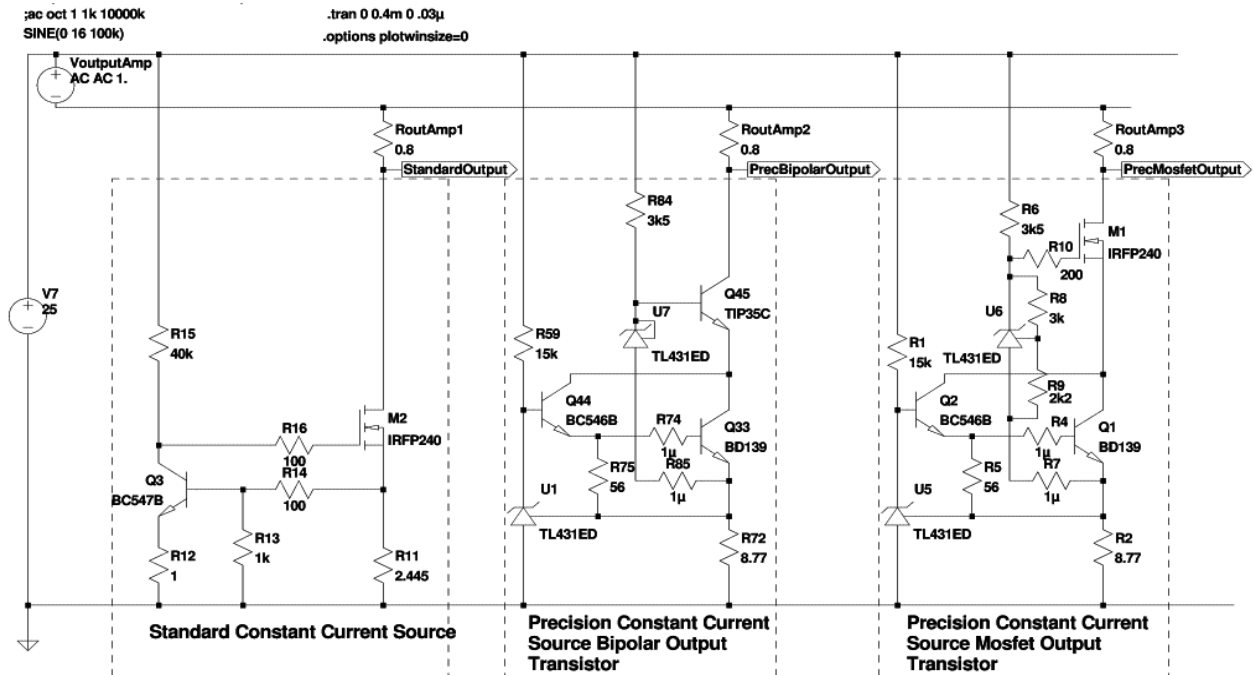 ;ac oct 1 1k 10000k
.tran 0 0.4m 0 .03µ
SINE(0 16 100k)
.options plotwinsize=0
VoutputAmp
AC AC 1.
RoutAmp1
0.8
StandardOutput
RoutAmp2
0.8
PrecBipolarOutput
RoutAmp3
0.8
PrecMosfetOutput
V7
25
R15
40k
R16
100
M2
IRFP240
R14
100
Q3
BC547B
R13
1k
R12
1
R11
2.445
Standard Constant Current Source
R84
3k5
Q45
TIP35C
U7
TL431ED
R59
15k
Q44
BC546B
R74
1µ
Q33
BD139
R85
1µ
R75
56
U1
TL431ED
R72
8.77
Precision Constant Current
Source Bipolar Output
Transistor
R6
3k5
R10
200
M1
IRFP240
R8
3k
U6
TL431ED
R1
15k
R9
2k2
Q2
BC546B
R4
1µ
Q1
BD139
R7
1µ
R5
56
U5
TL431ED
R2
8.77
Precision Constant Current
Source Mosfet Output
Transistor